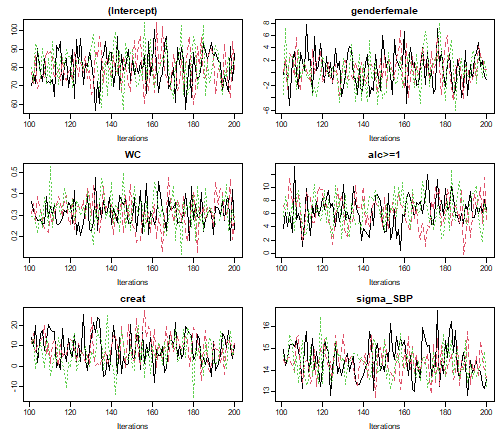 (Intercept)
genderfemale
100
90
80
70
60
8
6
4
2
0
-2
-6
100 120 140 160 180 200
100 120 140 160 180 200
Iterations
Iterations
WC
alc>=1
0.5
0.4
0.3
0.2
10
8
6
4
2
0
100 120 140 160 180 200
100 120 140 160 180 200
Iterations
Iterations
creat
sigma_SBP
20
10
0
-10
16
15
14
13
100 120 140 160 180 200
100 120 140 160 180 200
Iterations
Iterations